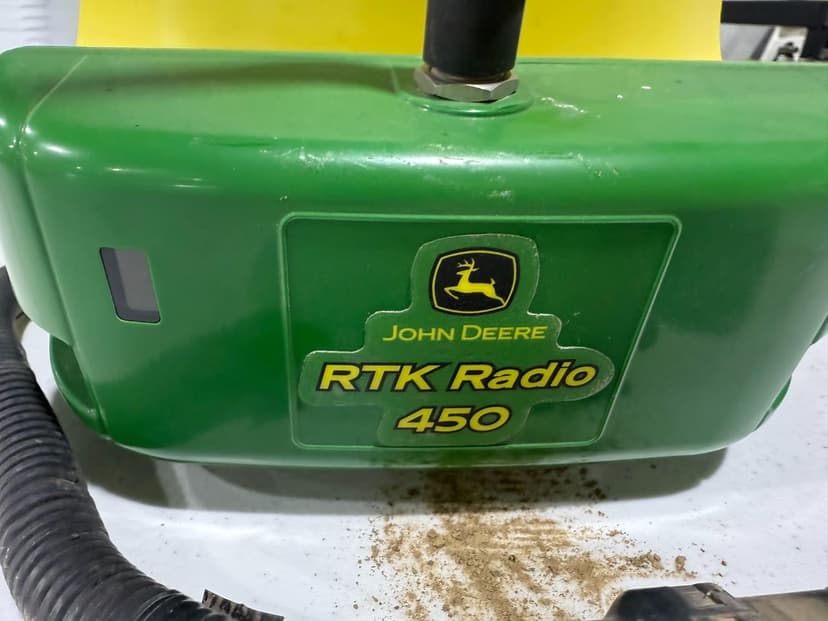 JOHN DEERE
RTK Radio
450